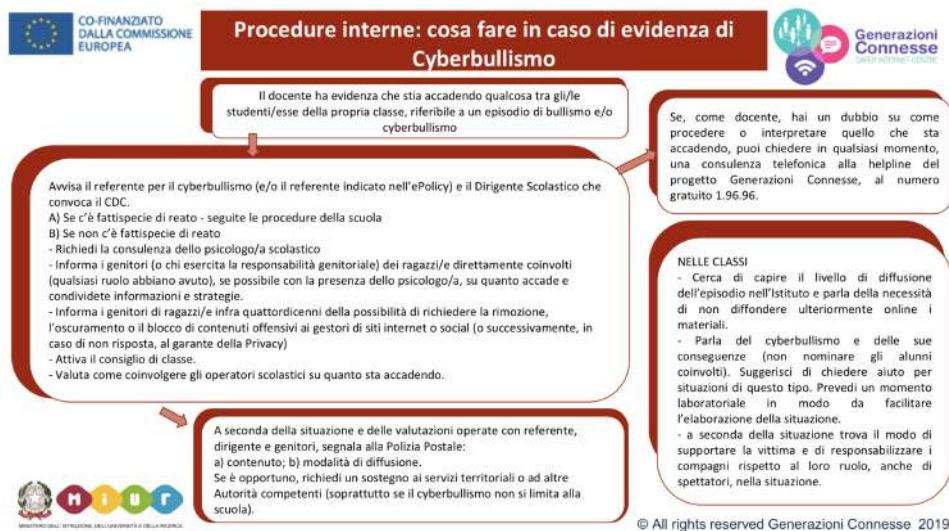 CO-FINANZIATO
DALLA COMMISSIONE
EUROPEA
Procedure interne: cosa fare in caso di evidenza di
Cyberbullismo
Generazioni
Connesse
SAFER INTERNET CENTRE
Il docente ha evidenza che stia accadendo qualcosa tra gli/le
studenti/esse della propria classe, riferibile a un episodio di bullismo e/o
cyberbullismo
Se, come docente, hai un dubbio su come
procedere o interpretare quello che sta
accadendo, puoi chiedere in qualsiasi momento,
una consulenza telefonica alla helpline del
progetto Generazioni Connesse, al numero
gratuito 1.96.96.
Avvisa il referente per il cyberbullismo (e/o il referente indicato nell'ePolicy) e il Dirigente Scolastico che
convoca il CDC.
A) Se c'è fattispecie di reato - seguite le procedure della scuola
B) Se non c'è fattispecie di reato
- Richiedi la consulenza dello psicologo/a scolastico
- Informa i genitori (o chi esercita la responsabilità genitoriale) dei ragazzi/e direttamente coinvolti
(qualsiasi ruolo abbiano avuto), se possibile con la presenza dello psicologo/a, su quanto accade e
condividete informazioni e strategie.
- Informa i genitori di ragazzi/e infra quattordicenni della possibilità di richiedere la rimozione,
l'oscuramento o il blocco di contenuti offensivi ai gestori di siti internet o social (o successivamente, in
caso di non risposta, al garante della Privacy)
- Attiva il consiglio di classe.
- Valuta come coinvolgere gli operatori scolastici su quanto sta accadendo.
NELLE CLASSI
- Cerca di capire il livello di diffusione
dell'episodio nell'Istituto e parla della necessità
di non diffondere ulteriormente online i
materiali.
- Parla del cyberbullismo e delle sue
conseguenze (non nominare gli alunni
coinvolti). Suggerisci di chiedere aiuto per
situazioni di questo tipo. Prevedi un momento
laboratoriale in modo da facilitare
l'elaborazione della situazione.
- a seconda della situazione trova il modo di
supportare la vittima e di responsabilizzare i
compagni rispetto al loro ruolo, anche di
spettatori, nella situazione.
A seconda della situazione e delle valutazioni operate con referente,
dirigente e genitori, segnala alla Polizia Postale:
a) contenuto; b) modalità di diffusione.
Se è opportuno, richiedi un sostegno ai servizi territoriali o ad altre
Autorità competenti (soprattutto se il cyberbullismo non si limita alla
scuola).
miur
MINISTERO DELL'ISTRUZIONE, DELL'UNIVERSITÀ E DELLA RICERCA
© All rights reserved Generazioni Connesse 2019